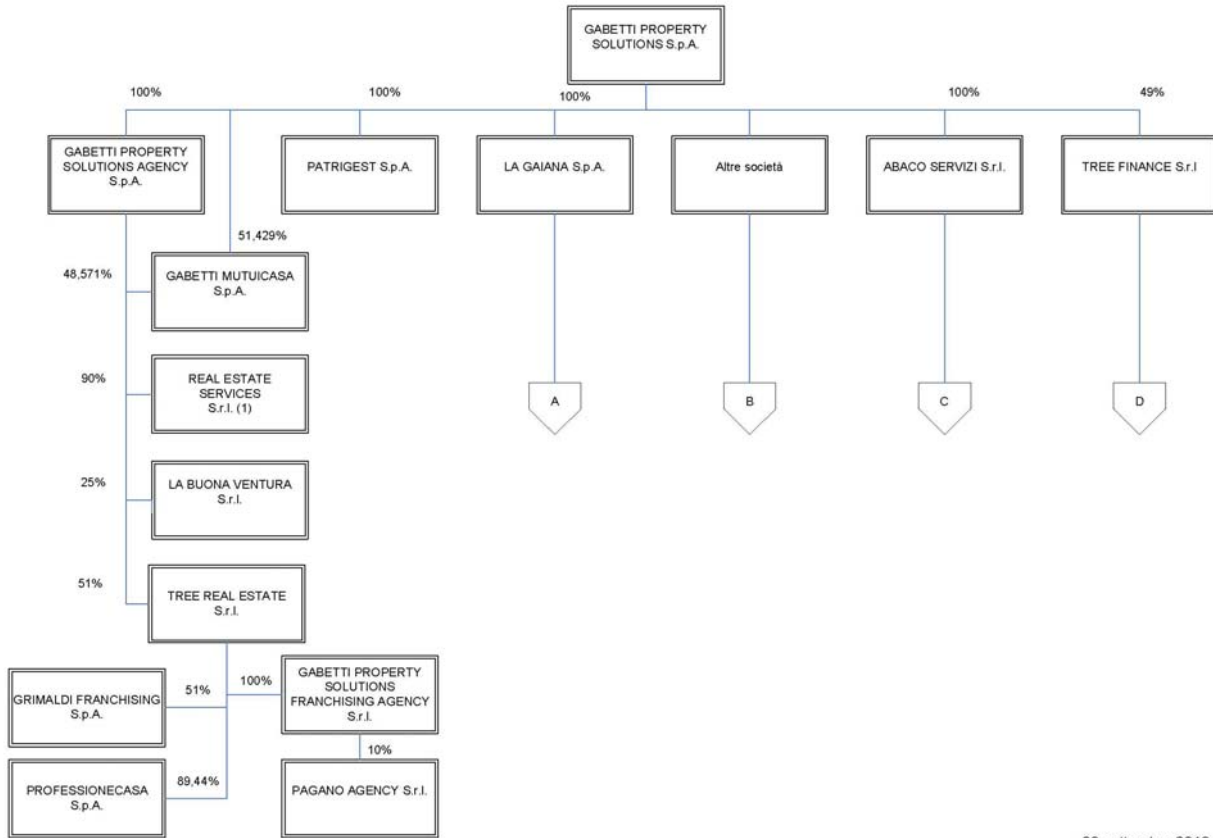 GABETTI PROPERTY
SOLUTIONS S.p.A.
100%
100%
100%
100%
49%
GABETTI PROPERTY
SOLUTIONS AGENCY
S.p.A.
PATRIGEST S.p.A.
LA GAIANA S.p.A.
Altre società
ABACO SERVIZI S.r.l.
TREE FINANCE S.r.l
51,429%
48,571%
GABETTI MUTUICASA
S.p.A.
90%
REAL ESTATE
SERVICES
S.r.l. (1)
A
B
C
D
25%
LA BUONA VENTURA
S.r.l.
51%
TREE REAL ESTATE
S.r.l.
GRIMALDI FRANCHISING
S.p.A.
51%
100%
GABETTI PROPERTY
SOLUTIONS
FRANCHISING AGENCY
S.r.l.
10%
PROFESSIONECASA
S.p.A.
89,44%
PAGANO AGENCY S.r.l.